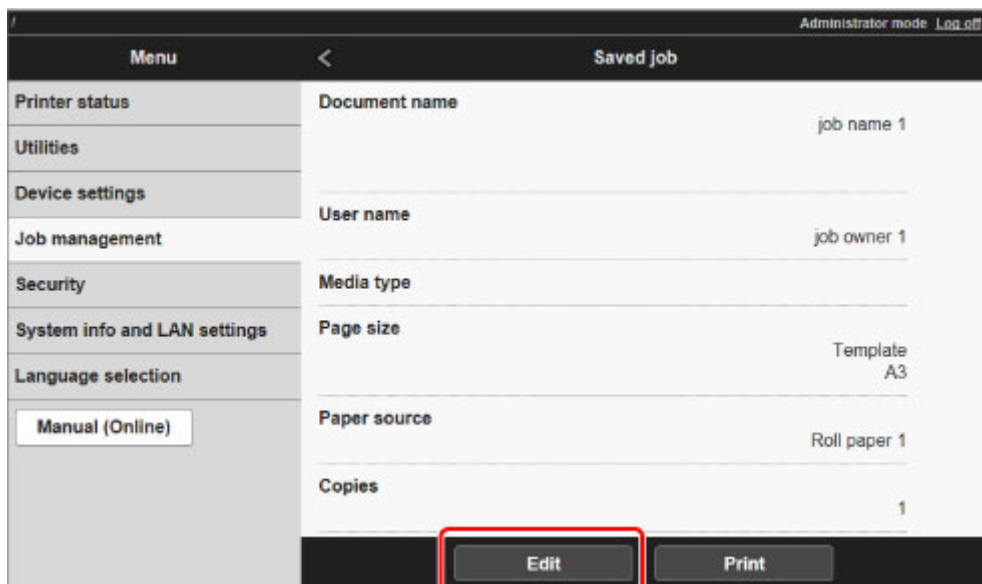 /
Administrator mode Log off
Menu
<
Saved job
Printer status
Utilities
Device settings
Job management
Security
System info and LAN settings
Language selection
Manual (Online)
Document name
job name 1
User name
job owner 1
Media type
Page size
Template
A3
Paper source
Roll paper 1
Copies
1
Edit
Print